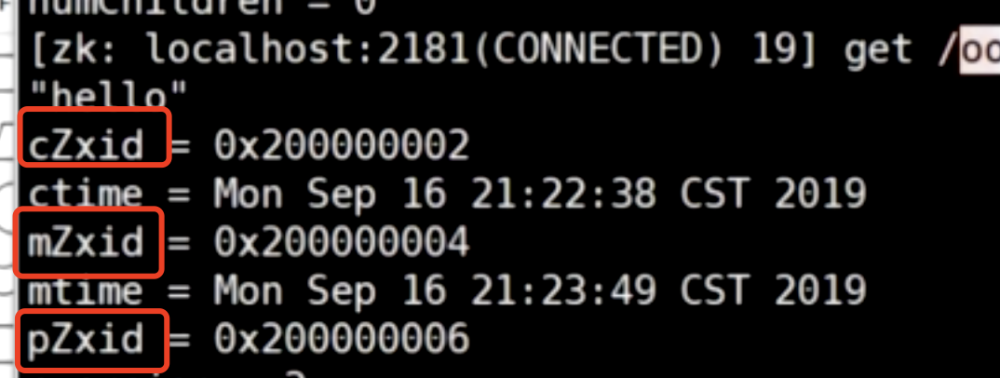 numChildren = 0
[zk: localhost:2181(CONNECTED) 19] get /oo
"hello"
cZxid = 0x200000002
ctime = Mon Sep 16 21:22:38 CST 2019
mZxid = 0x200000004
mtime = Mon Sep 16 21:23:49 CST 2019
pZxid = 0x200000006